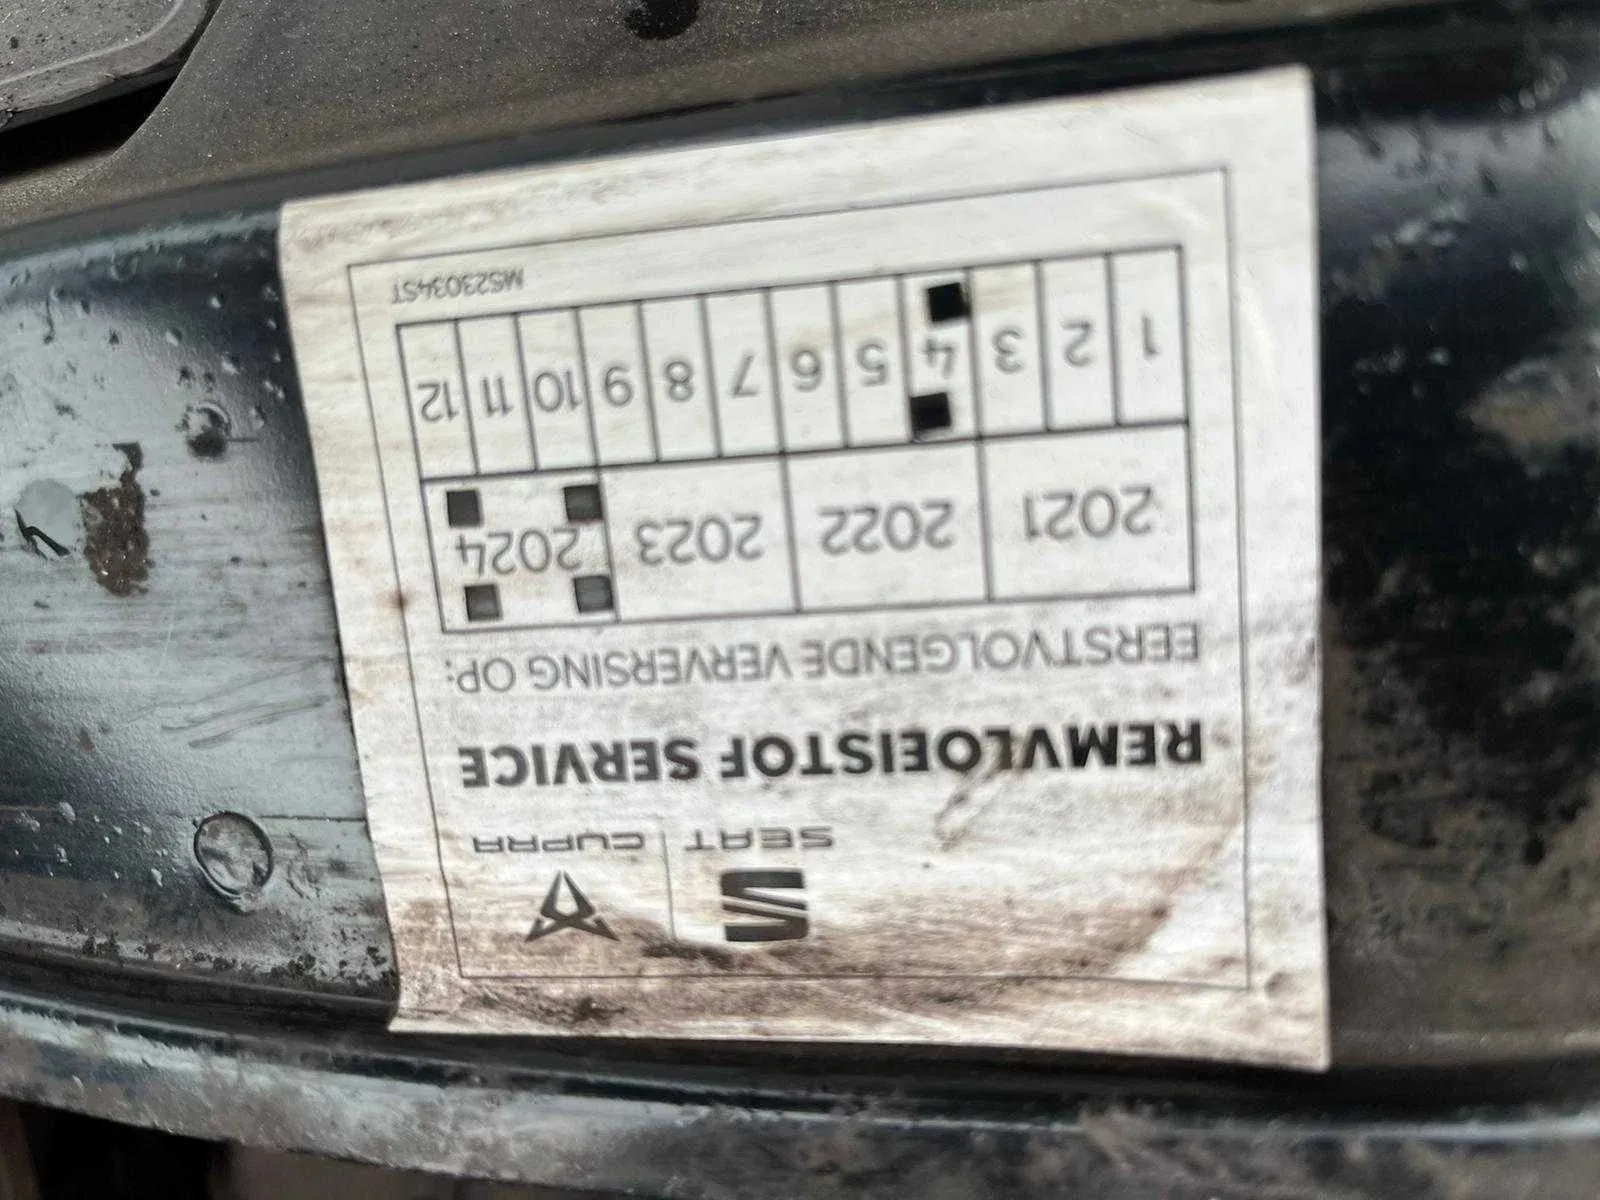 SEAT CUPRA
REMVLOEISTOF SERVICE
EERSTVOLGENDE VERVERSING OP:
2021 2022 2023 2024
1 2 3 4 5 6 7 8 9 10 11 12
MS23034ST